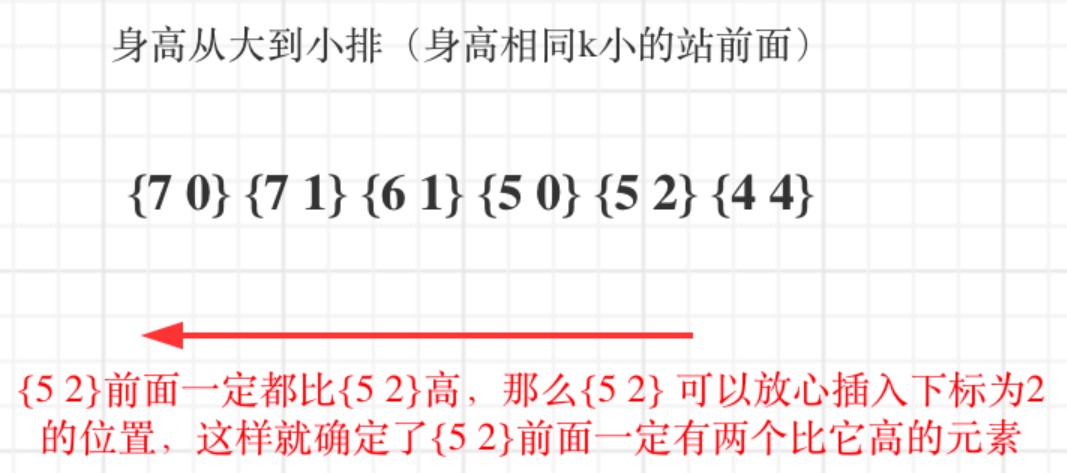 身高从大到小排（身高相同k小的站前面）
{7 0} {7 1} {6 1} {5 0} {5 2} {4 4}
{5 2}前面一定都比{5 2}高，那么{5 2} 可以放心插入下标为2
的位置，这样就确定了{5 2}前面一定有两个比它高的元素